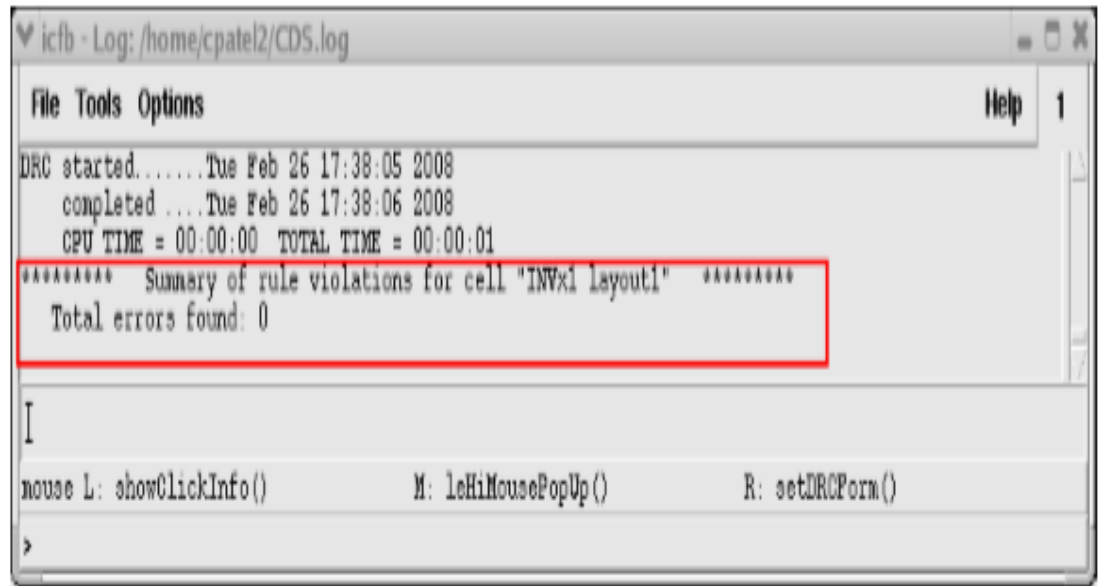 icfb - Log: /home/cpatel2/CDS.log
File Tools Options Help 1
DRC started.......Tue Feb 26 17:38:05 2008
completed ....Tue Feb 26 17:38:06 2008
CPU TIME = 00:00:00 TOTAL TIME = 00:00:01
********* Summary of rule violations for cell "INVx1 layout1" *********
Total errors found: 0
mouse L: showClickInfo() M: leHiMousePopUp() R: setDRCForm()
>